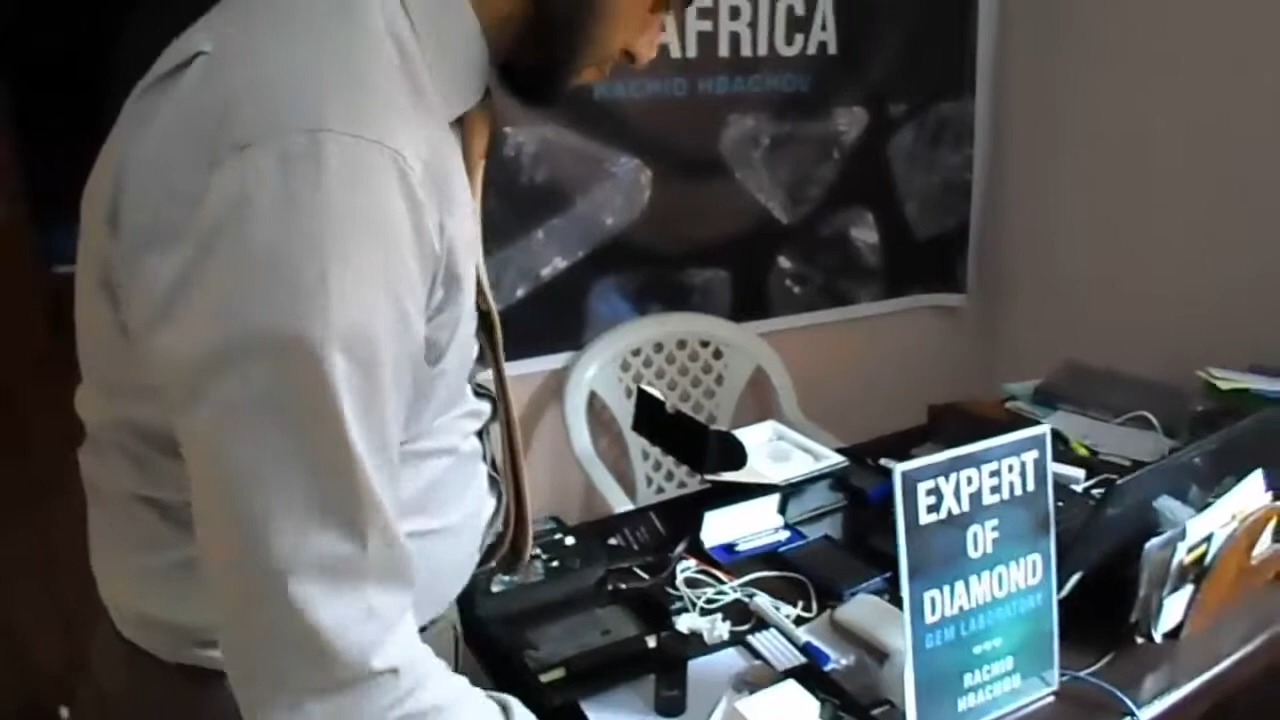 AFRICA
RACHID HBACHOU
EXPERT
OF
DIAMOND
GEM LABORATORY
RACHID
HBACHOU